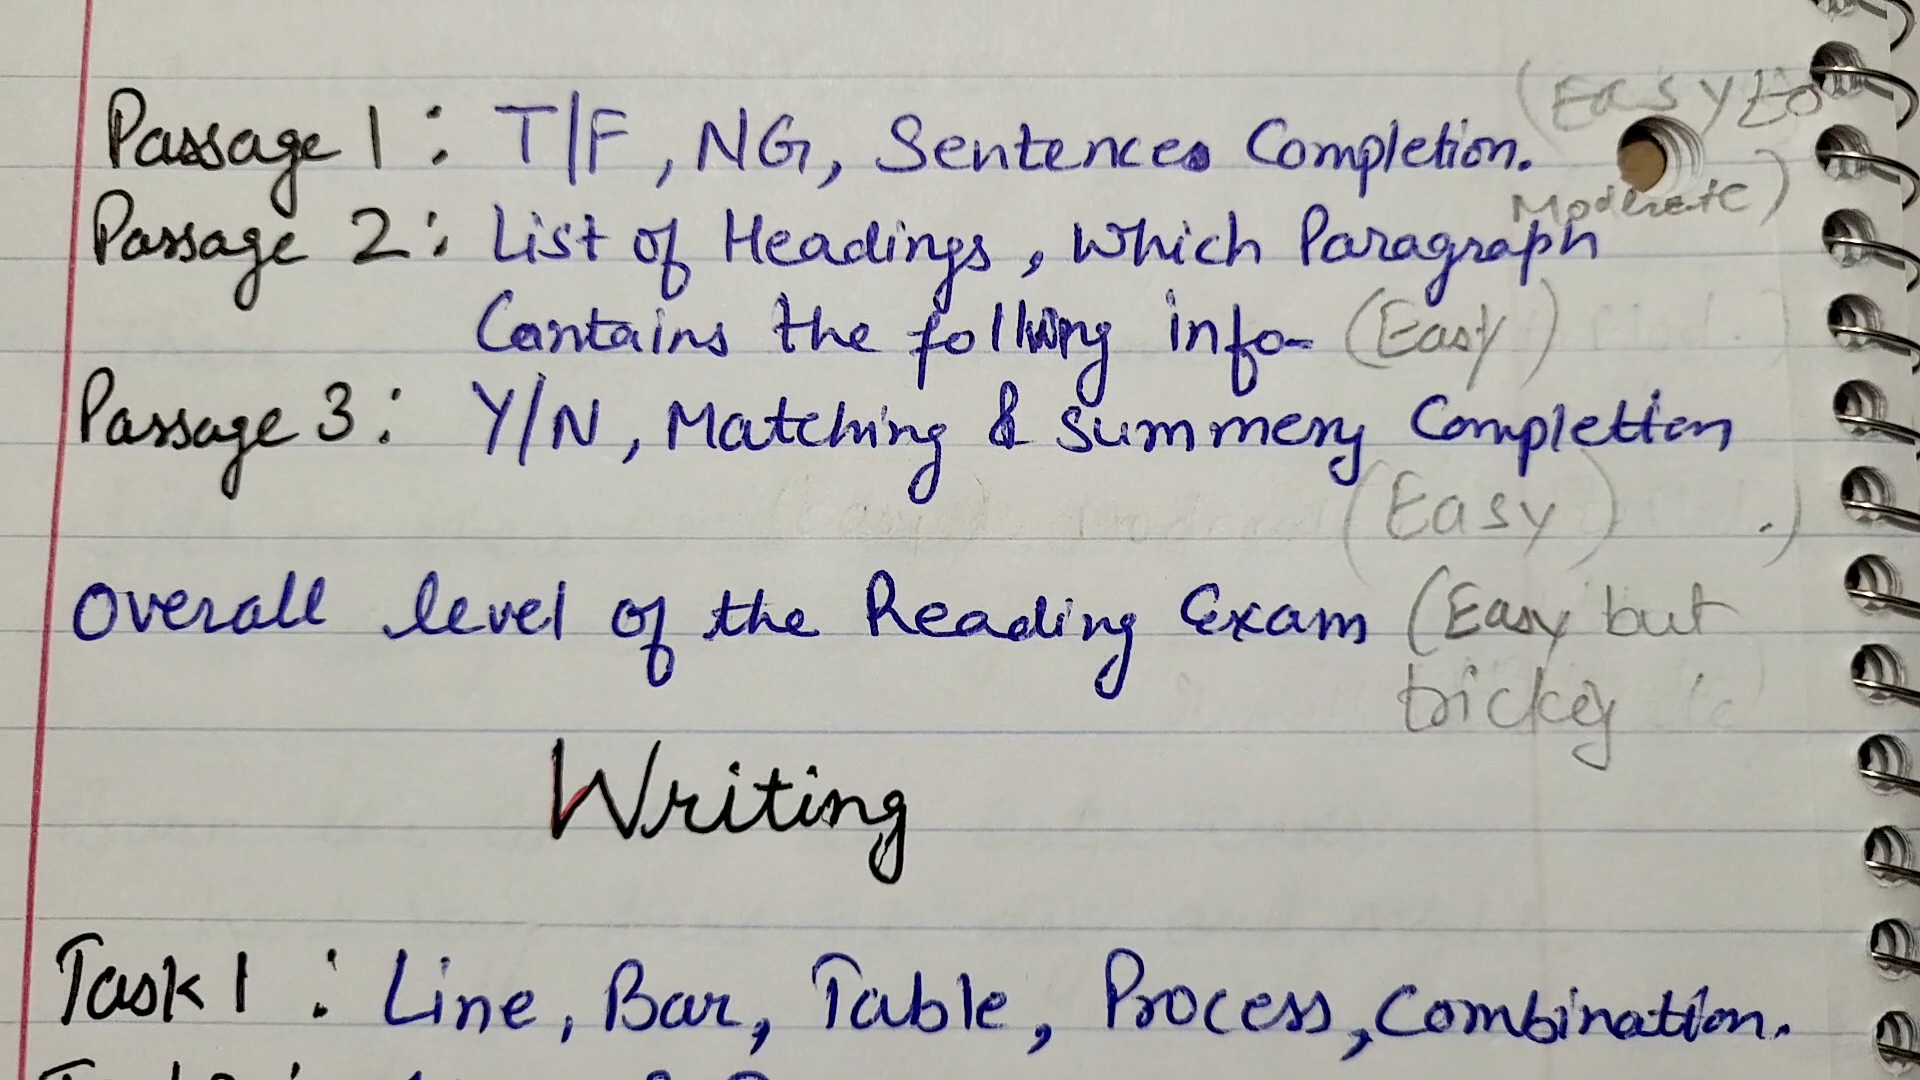 Passage 1: T/F, NG, Sentences Completion. (Easy to
Moderate)
Passage 2: List of Headings, Which Paragraph
Contains the following info- (Easy)
Passage 3: Y/N, Matching & Summery Completion
(Easy)
Overall level of the Reading Exam (Easy but
trickey
Writing
Task 1: Line, Bar, Table, Process, Combination.